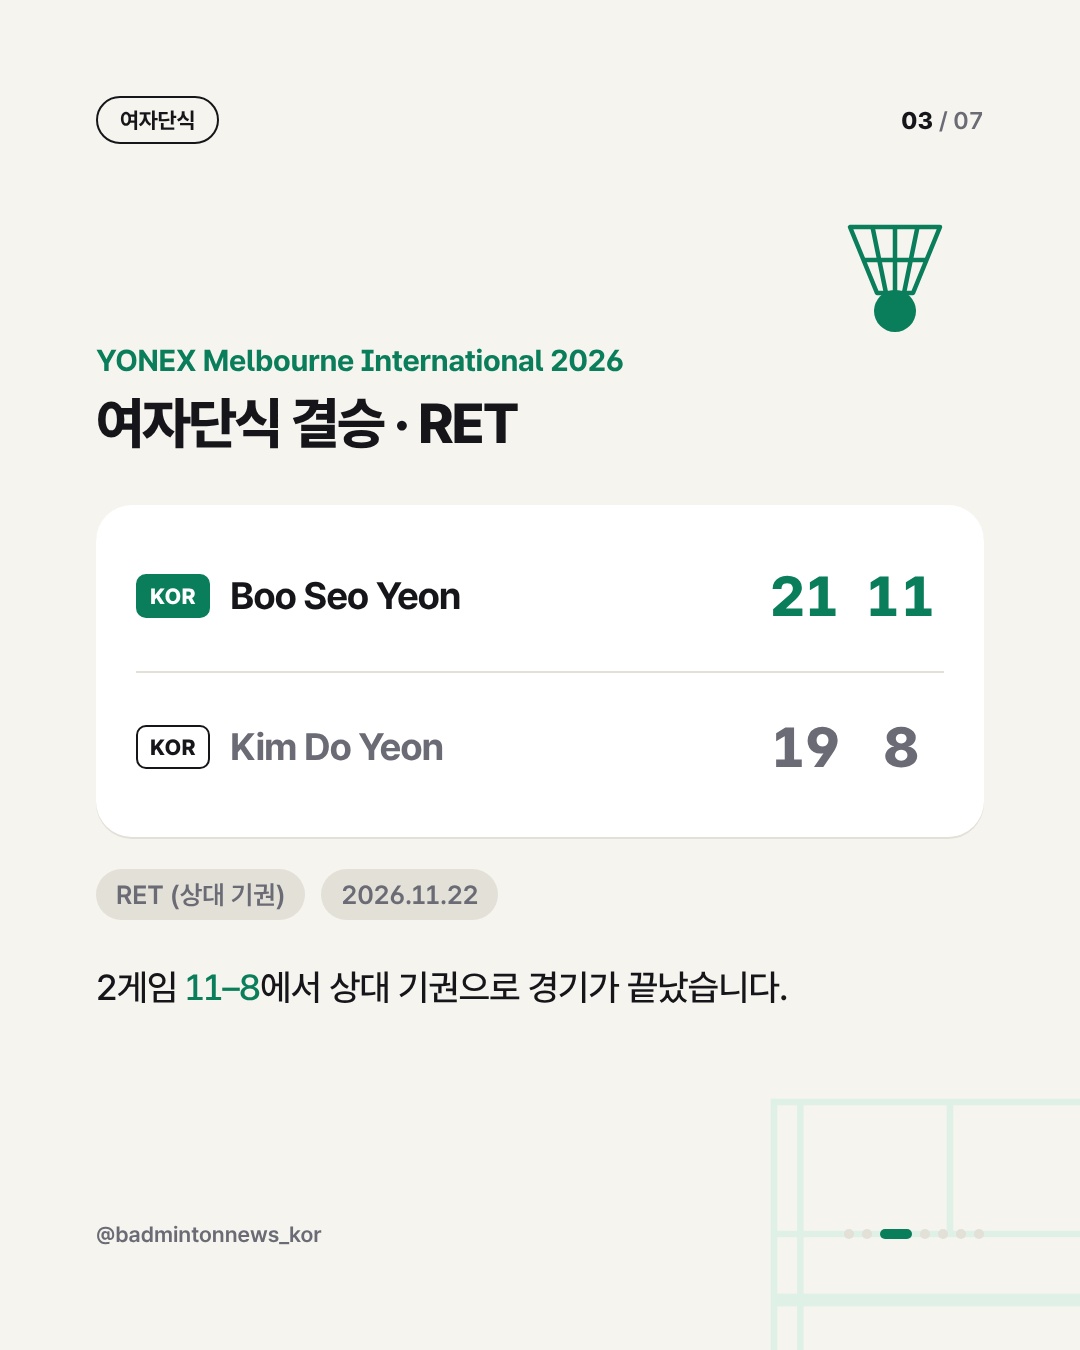 여자단식
03 / 07
YONEX Melbourne International 2026
여자단식 결승 · RET
KOR Boo Seo Yeon 21 11
KOR Kim Do Yeon 19 8
RET (상대 기권) 2026.11.22
2게임 11–8에서 상대 기권으로 경기가 끝났습니다.
@badmintonnews_kor